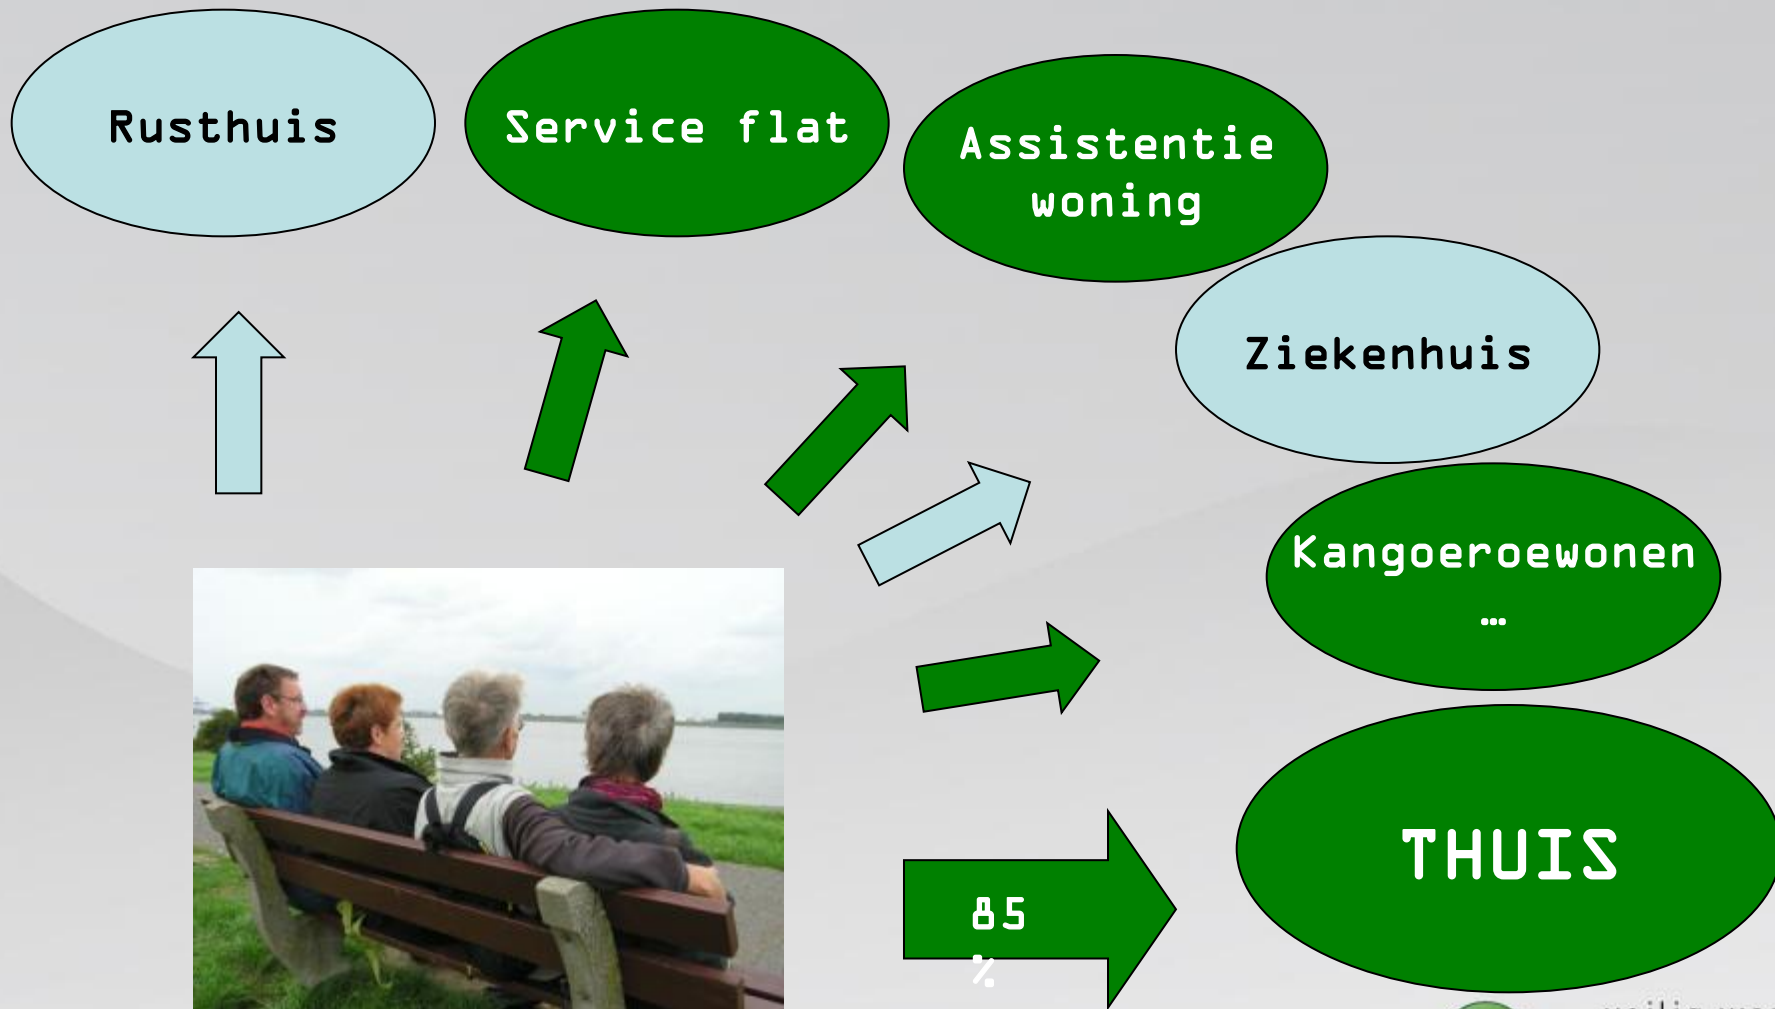 Rusthuis
Service flat
Assistentie
woning
Ziekenhuis
Kangoeroewonen
…
THUIS
85
%